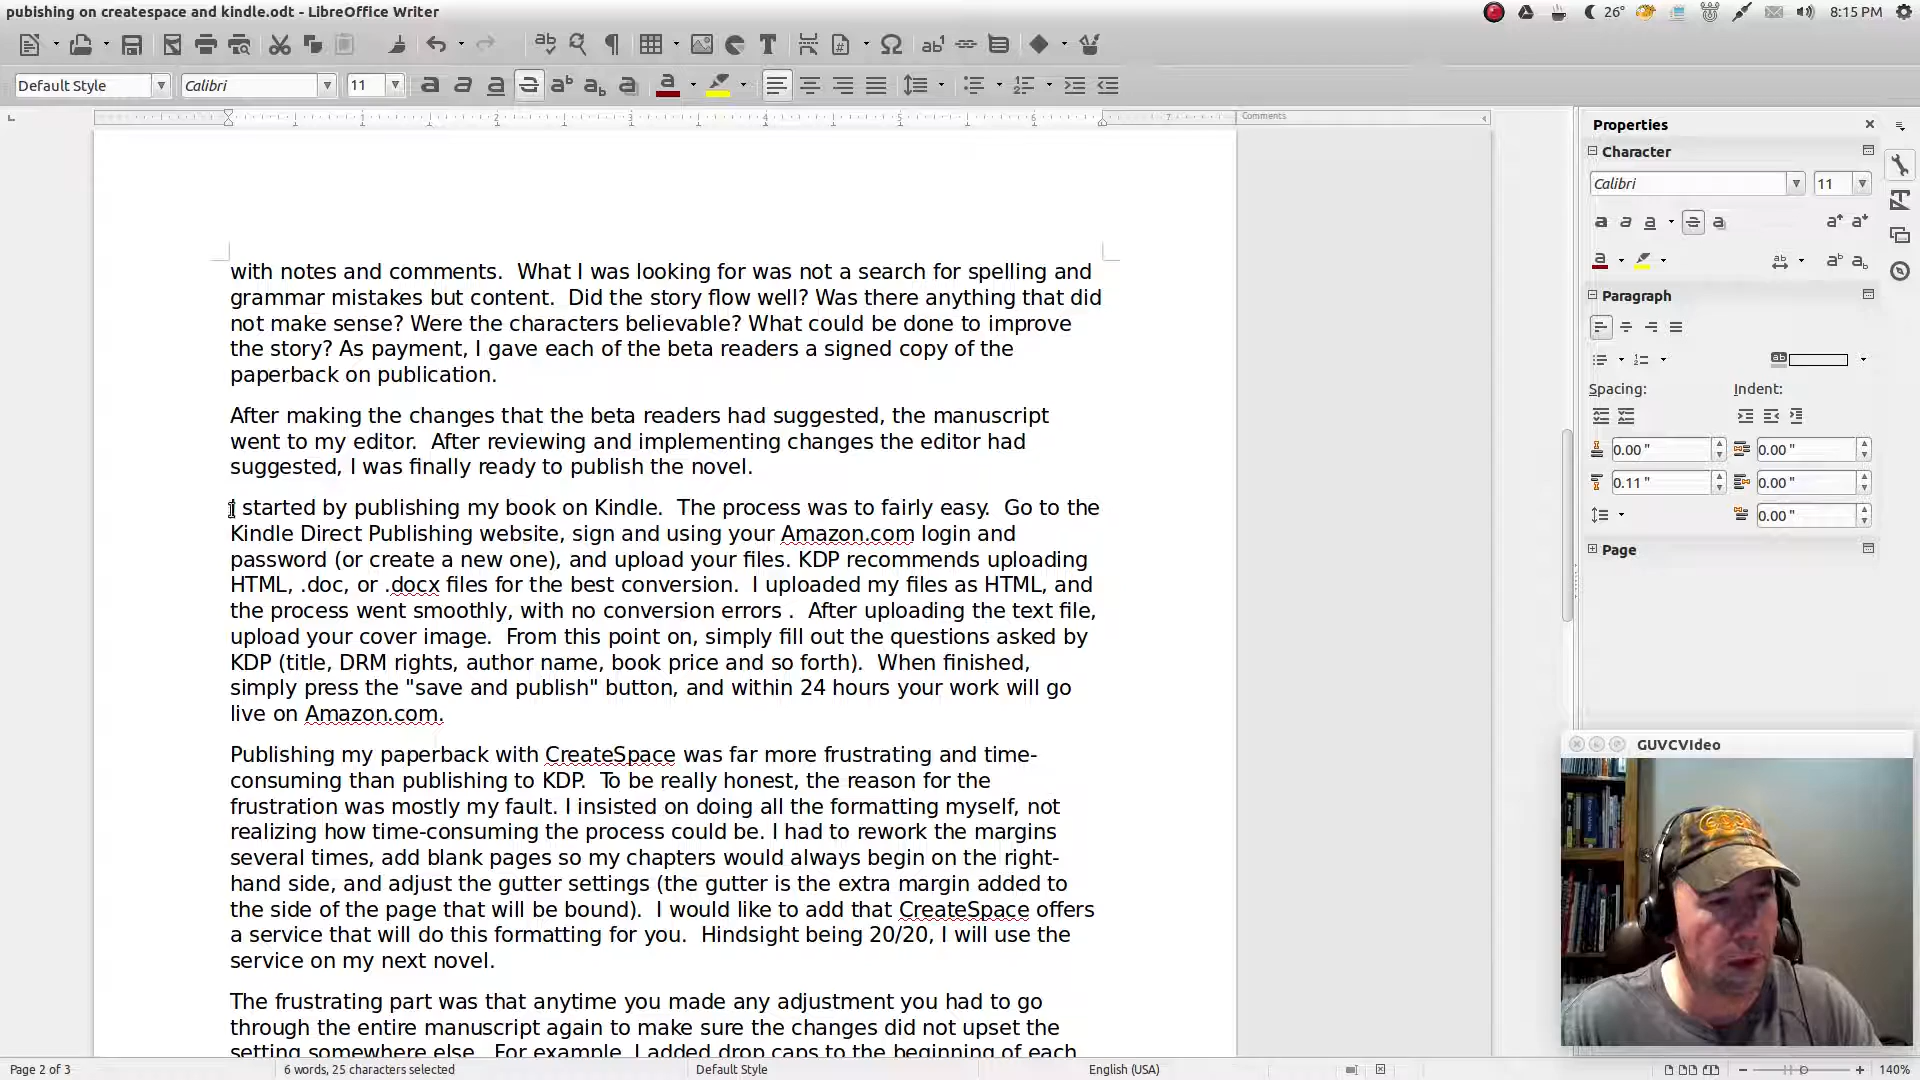 pubishing on createspace and kindle.odt - LibreOffice Writer
26°
8:15 PM
Default Style
Calibri
11
1
2
3
4
5
6
7
Comments
with notes and comments.  What I was looking for was not a search for spelling and
grammar mistakes but content.  Did the story flow well? Was there anything that did
not make sense? Were the characters believable? What could be done to improve
the story? As payment, I gave each of the beta readers a signed copy of the
paperback on publication.
After making the changes that the beta readers had suggested, the manuscript
went to my editor.  After reviewing and implementing changes the editor had
suggested, I was finally ready to publish the novel.
I started by publishing my book on Kindle.  The process was to fairly easy.  Go to the
Kindle Direct Publishing website, sign and using your Amazon.com login and
password (or create a new one), and upload your files. KDP recommends uploading
HTML, .doc, or .docx files for the best conversion.  I uploaded my files as HTML, and
the process went smoothly, with no conversion errors .  After uploading the text file,
upload your cover image.  From this point on, simply fill out the questions asked by
KDP (title, DRM rights, author name, book price and so forth).  When finished,
simply press the "save and publish" button, and within 24 hours your work will go
live on Amazon.com.
Publishing my paperback with CreateSpace was far more frustrating and time-
consuming than publishing to KDP.  To be really honest, the reason for the
frustration was mostly my fault. I insisted on doing all the formatting myself, not
realizing how time-consuming the process could be. I had to rework the margins
several times, add blank pages so my chapters would always begin on the right-
hand side, and adjust the gutter settings (the gutter is the extra margin added to
the side of the page that will be bound).  I would like to add that CreateSpace offers
a service that will do this formatting for you.  Hindsight being 20/20, I will use the
service on my next novel.
The frustrating part was that anytime you made any adjustment you had to go
through the entire manuscript again to make sure the changes did not upset the
setting somewhere else.  For example, I added drop caps to the beginning of each
Properties
Character
Calibri
11
Paragraph
Spacing:
Indent:
0.00 "
0.00 "
0.11 "
0.00 "
0.00 "
Page
GUVCVIdeo
Page 2 of 3
6 words, 25 characters selected
Default Style
English (USA)
140%